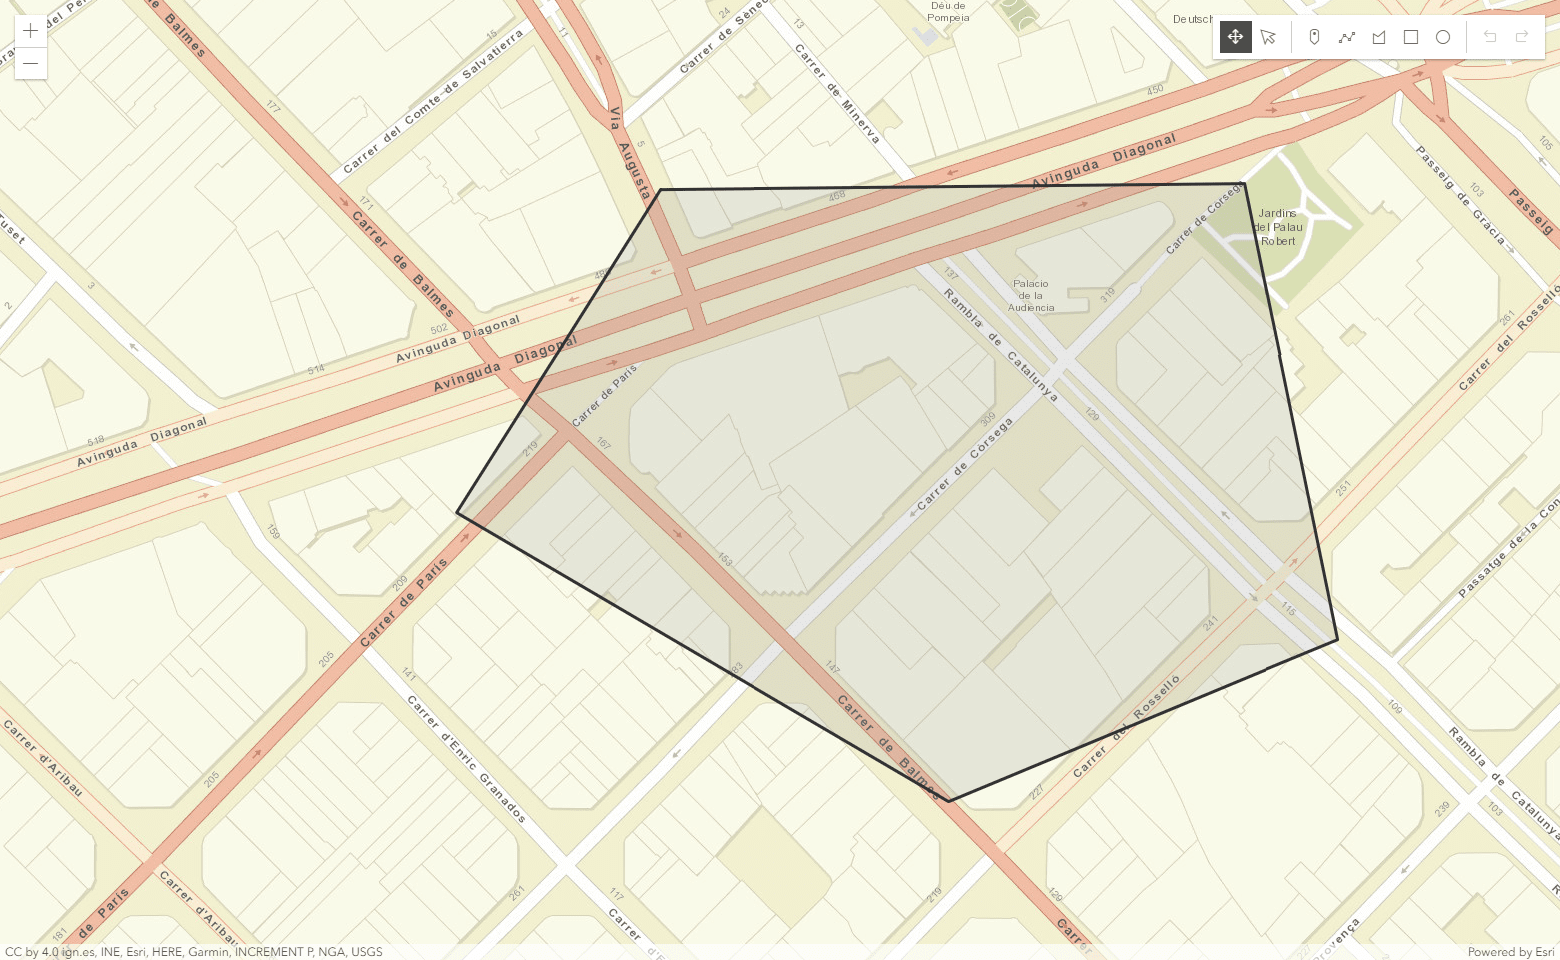 Balmes
177
15
11
24
Carrer de Sèneca
13
Déu de
Pompeia
Carrer del Comte de Salvatierra
Via Augusta
5
Carrer de Minerva
450
Avinguda Diagonal
Passeig de Gràcia
103
105
Passeig
171
Carrer de Balmes
468
Carrer de Còrsega
Jardins
del Palau
Robert
Tuset
2
3
502
Avinguda Diagonal
514
Avinguda Diagonal
137
Palacio
de la
Audiencia
319
Rambla de Catalunya
261
Carrer del Rosselló
518
Avinguda Diagonal
Carrer de París
219
167
309
129
Carrer de Còrsega
251
159
209
153
Carrer de París
205
141
147
241
115
Passatge de la Con
Carrer de Balmes
Carrer del Rosselló
Carrer d'Enric Granados
109
Rambla de Catalunya
103
Carrer d'Aribau
205
227
239
Carrer d'Aribau
261
117
219
129
Carrer
181
de París
Carrer
227
Provença
CC by 4.0 ign.es, INE, Esri, HERE, Garmin, INCREMENT P, NGA, USGS
Powered by Esri